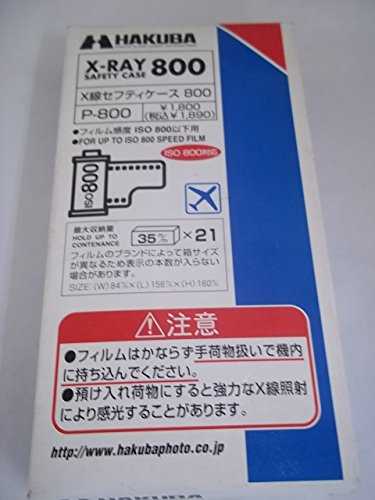 HAKUBA
X-RAY 800
SAFETY CASE
X線セフティケース 800
P-800 ¥1,800
(税込¥1,890)
●フィルム感度 ISO 800以下用
●FOR UP TO ISO 800 SPEED FILM
ISO 800対応
ISO 800
最大収納量
HOLD UP TO
CONTENANCE
35m/m ×21
フィルムのブランドによって箱サイズ
が異なるため表示の本数が入らない
場合があります。
SIZE: (W) 84m/m×(L) 156m/m×(H) 160m/m
⚠注意
●フィルムはかならず手荷物扱いで機内
に持ち込んでください。
●預け入れ荷物にすると強力なX線照射
により感光することがあります。
http://www.hakubaphoto.co.jp